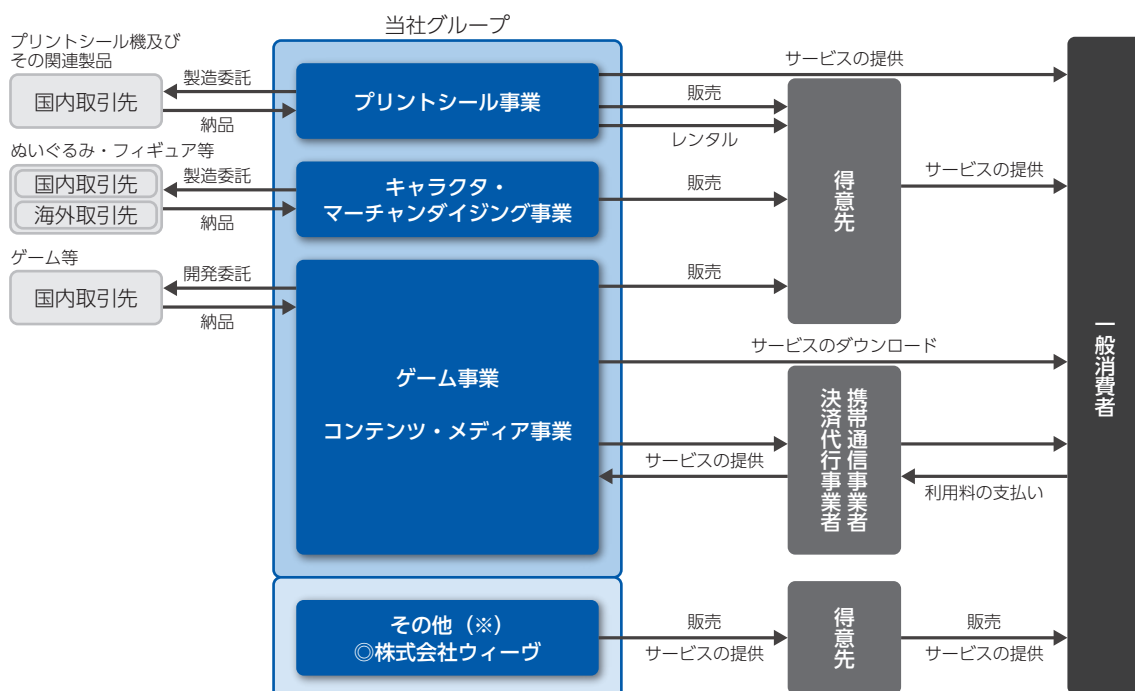 当社グループ
プリントシール機及び
その関連製品
国内取引先
製造委託
納品
プリントシール事業
サービスの提供
販売
レンタル
ぬいぐるみ・フィギュア等
国内取引先
海外取引先
製造委託
納品
キャラクタ・
マーチャンダイジング事業
販売
得意先
サービスの提供
ゲーム等
国内取引先
開発委託
納品
ゲーム事業
コンテンツ・メディア事業
販売
サービスのダウンロード
サービスの提供
携帯通信事業者
決済代行事業者
利用料の支払い
一般消費者
その他（※）
◎株式会社ウィーヴ
販売
サービスの提供
得意先
販売
サービスの提供